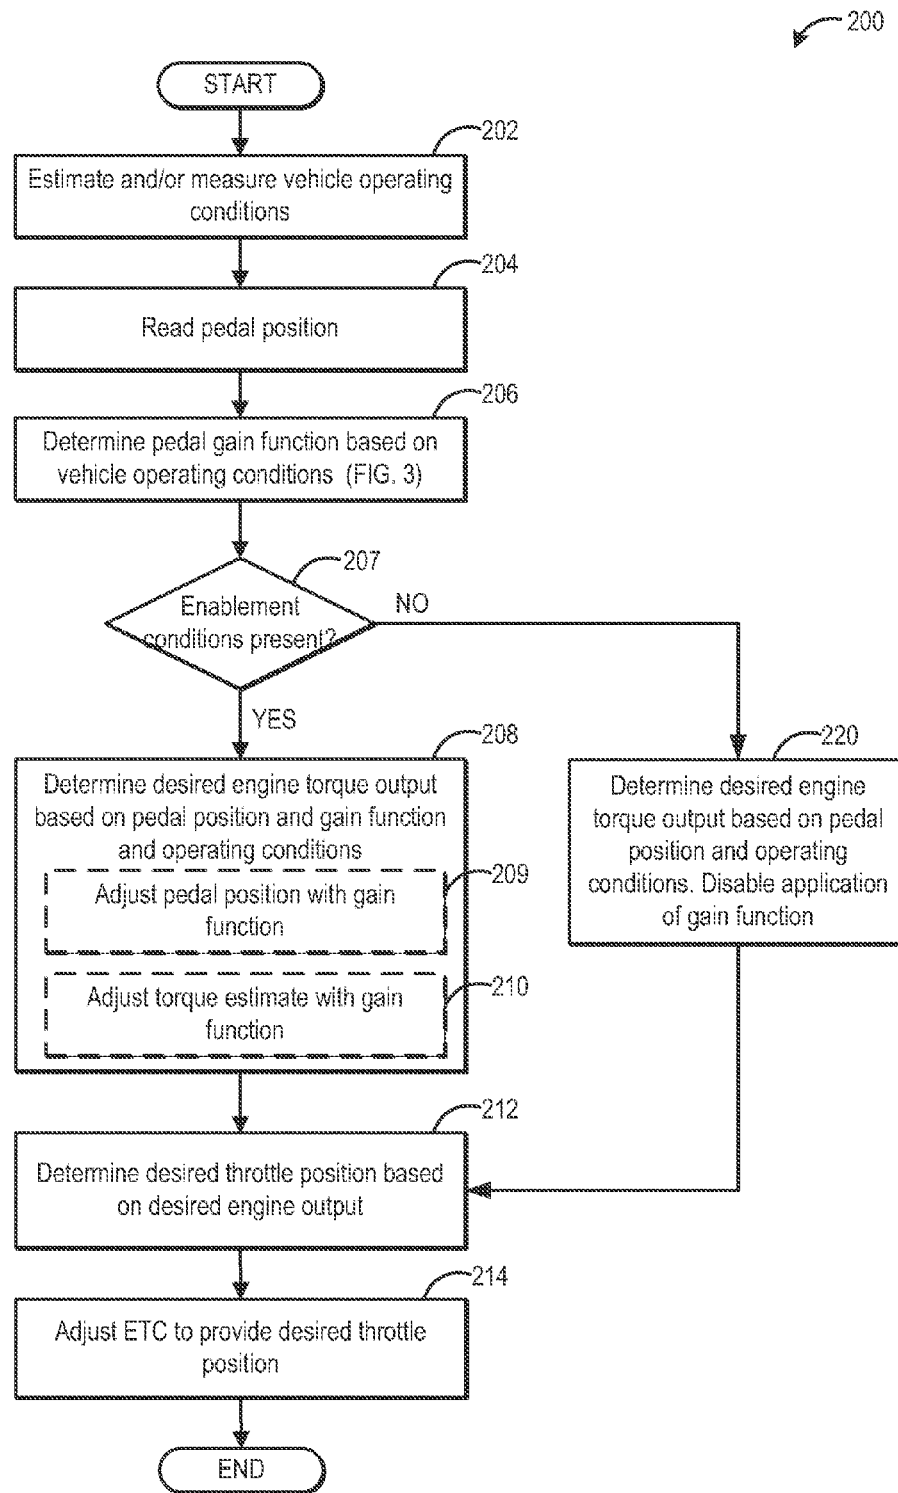 200
START
202
Estimate and/or measure vehicle operating
conditions
204
Read pedal position
206
Determine pedal gain function based on
vehicle operating conditions (FIG. 3)
207
Enablement
conditions present?
NO
YES
208
Determine desired engine torque output
based on pedal position and gain function
and operating conditions
209
Adjust pedal position with gain
function
210
Adjust torque estimate with gain
function
220
Determine desired engine
torque output based on pedal
position and operating
conditions. Disable application
of gain function
212
Determine desired throttle position based
on desired engine output
214
Adjust ETC to provide desired throttle
position
END